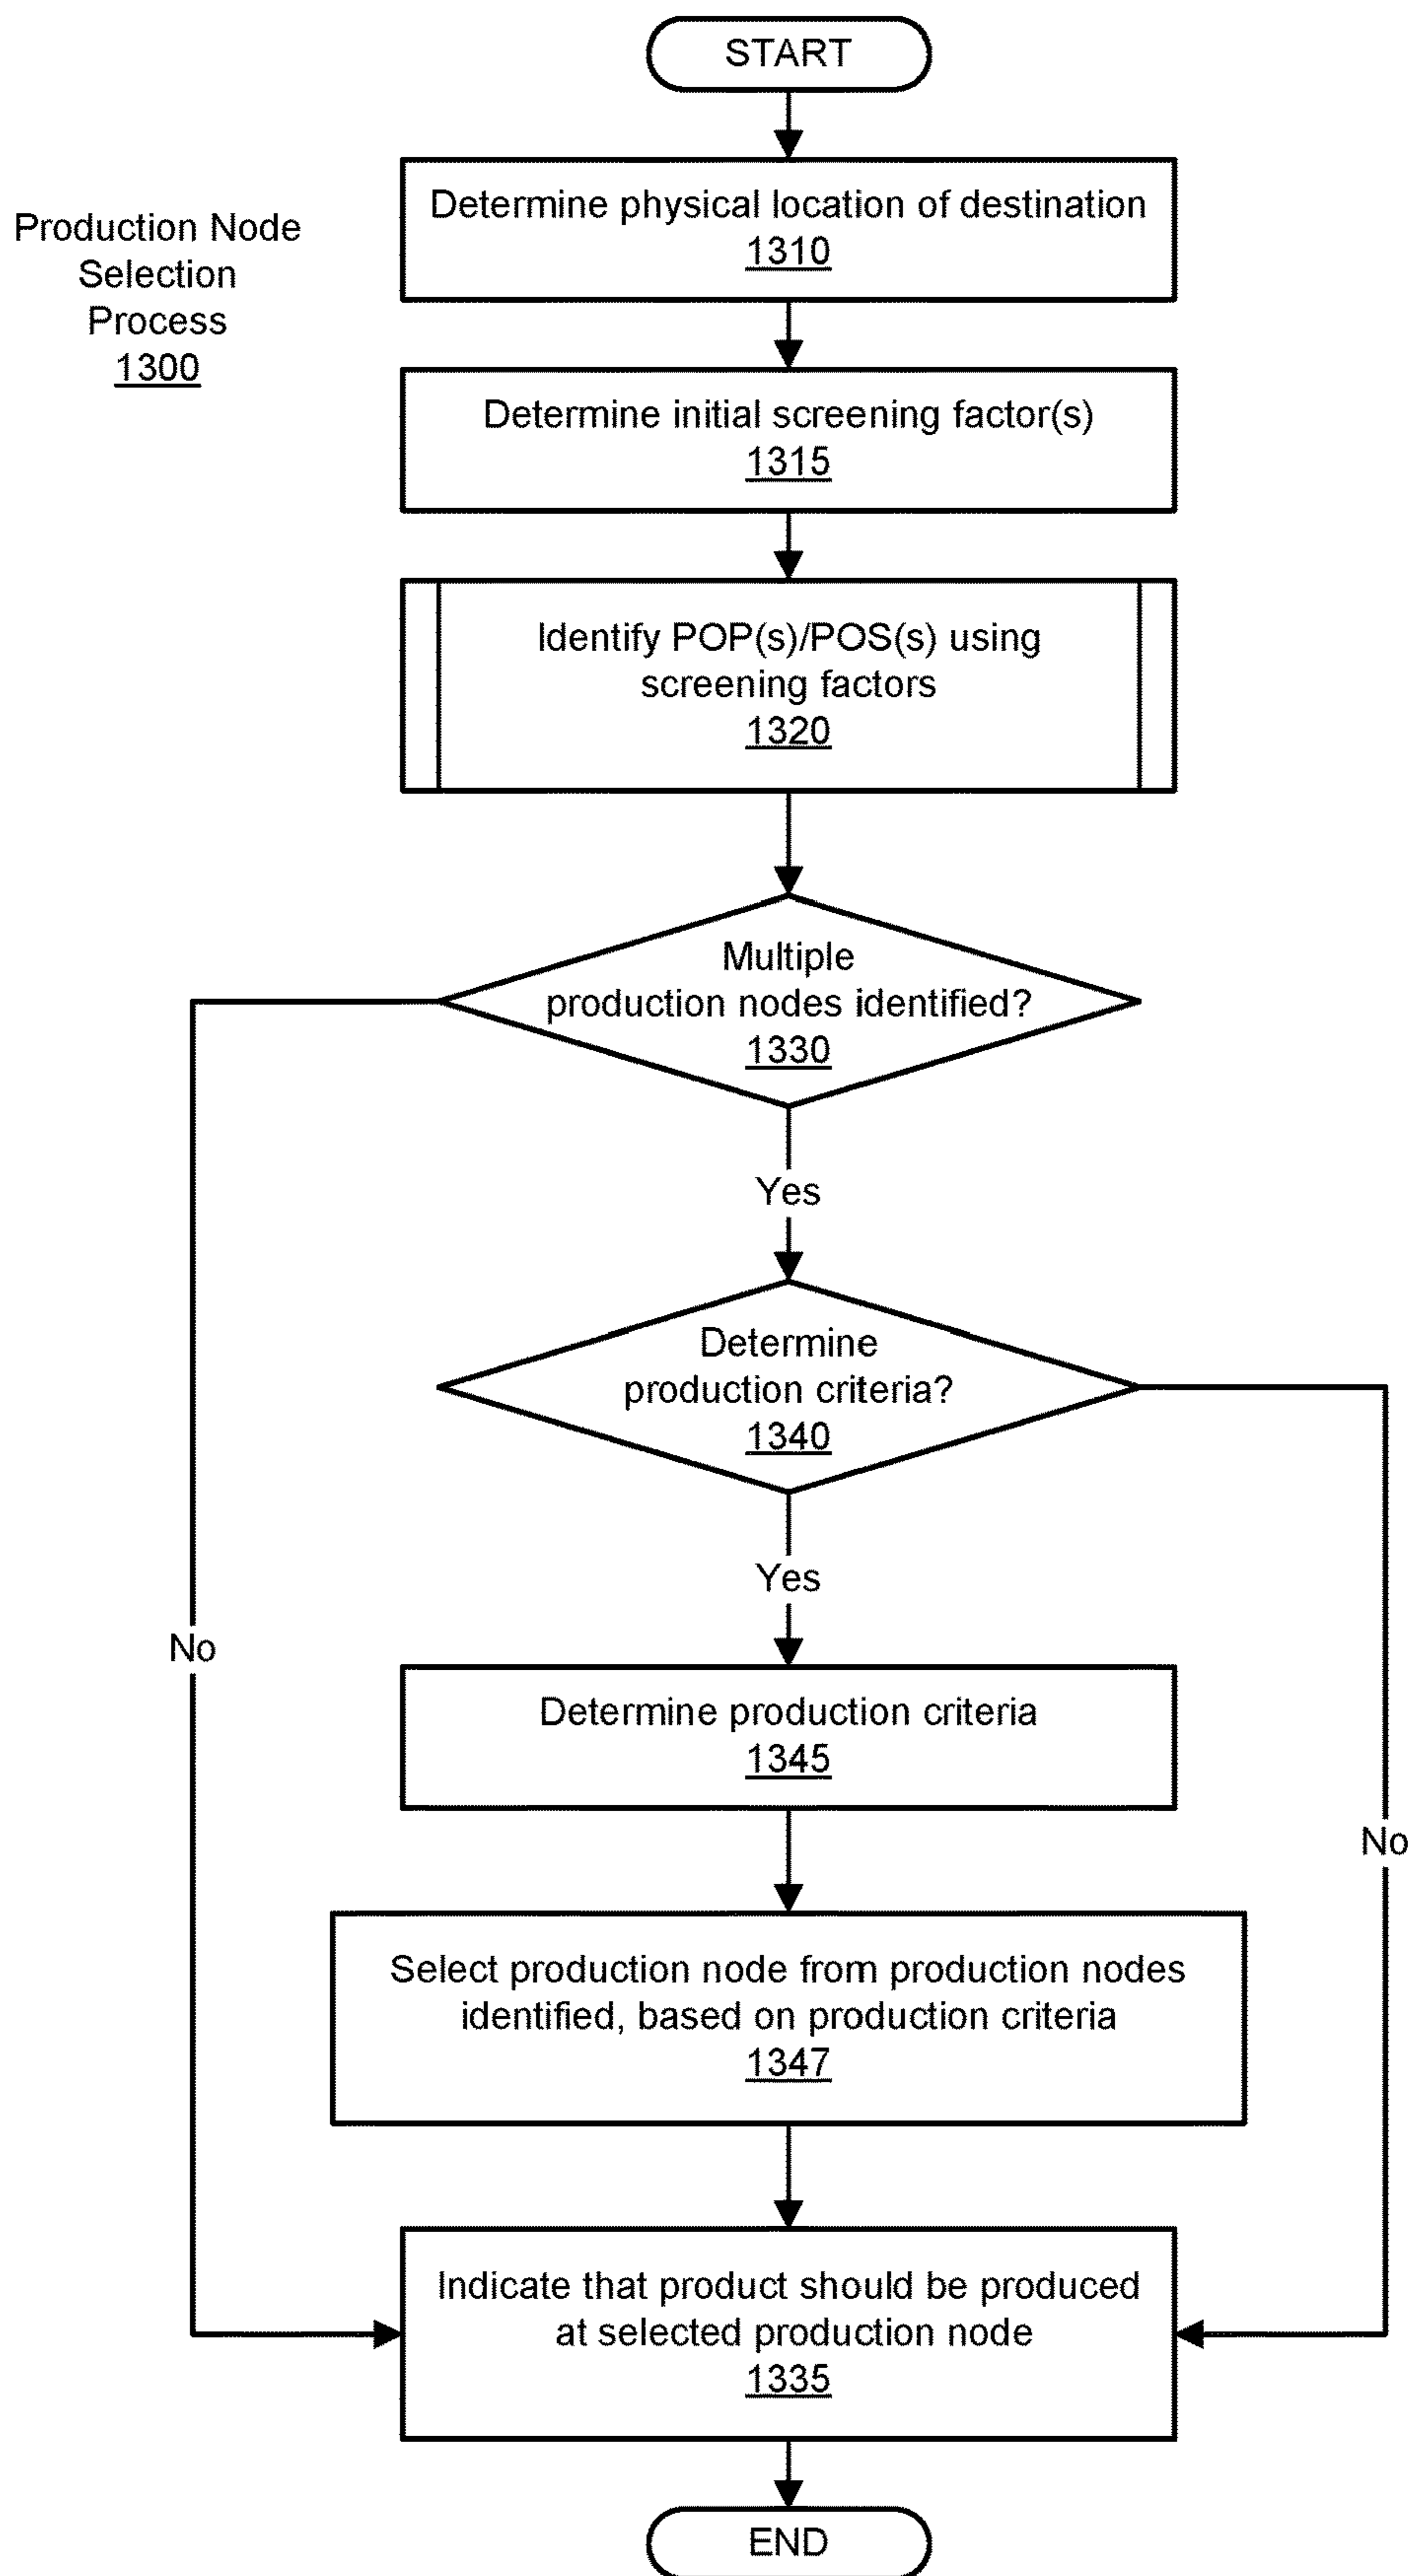 START
Determine physical location of destination
1310
Production Node
Selection
Process
1300
Determine initial screening factor(s)
1315
Identify POP(s)/POS(s) using
screening factors
1320
Multiple
production nodes identified?
1330
Yes
Determine
production criteria?
1340
Yes
No
Determine production criteria
1345
No
Select production node from production nodes
identified, based on production criteria
1347
Indicate that product should be produced
at selected production node
1335
END